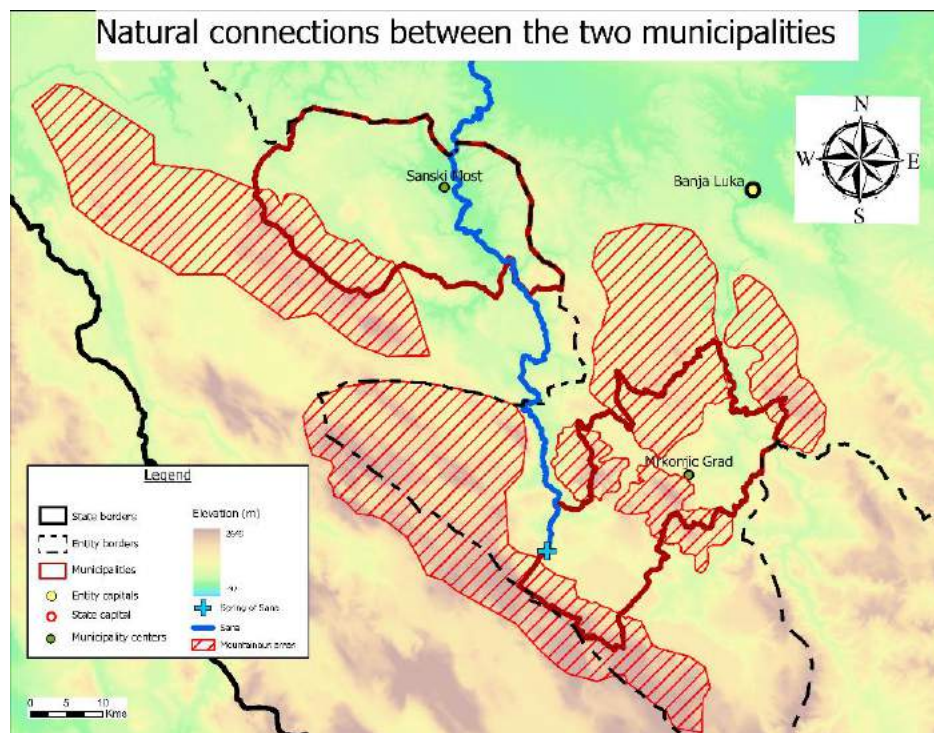 Natural connections between the two municipalities
N
W E
S
Sanski Most
Banja Luka
Mrkonjic Grad
Legend
State borders
Entity borders
Municipalities
Entity capitals
State capital
Municipality centers
Elevation (m)
Spring of Sana
Sana
Mountainous areas
0 5 10
Kms